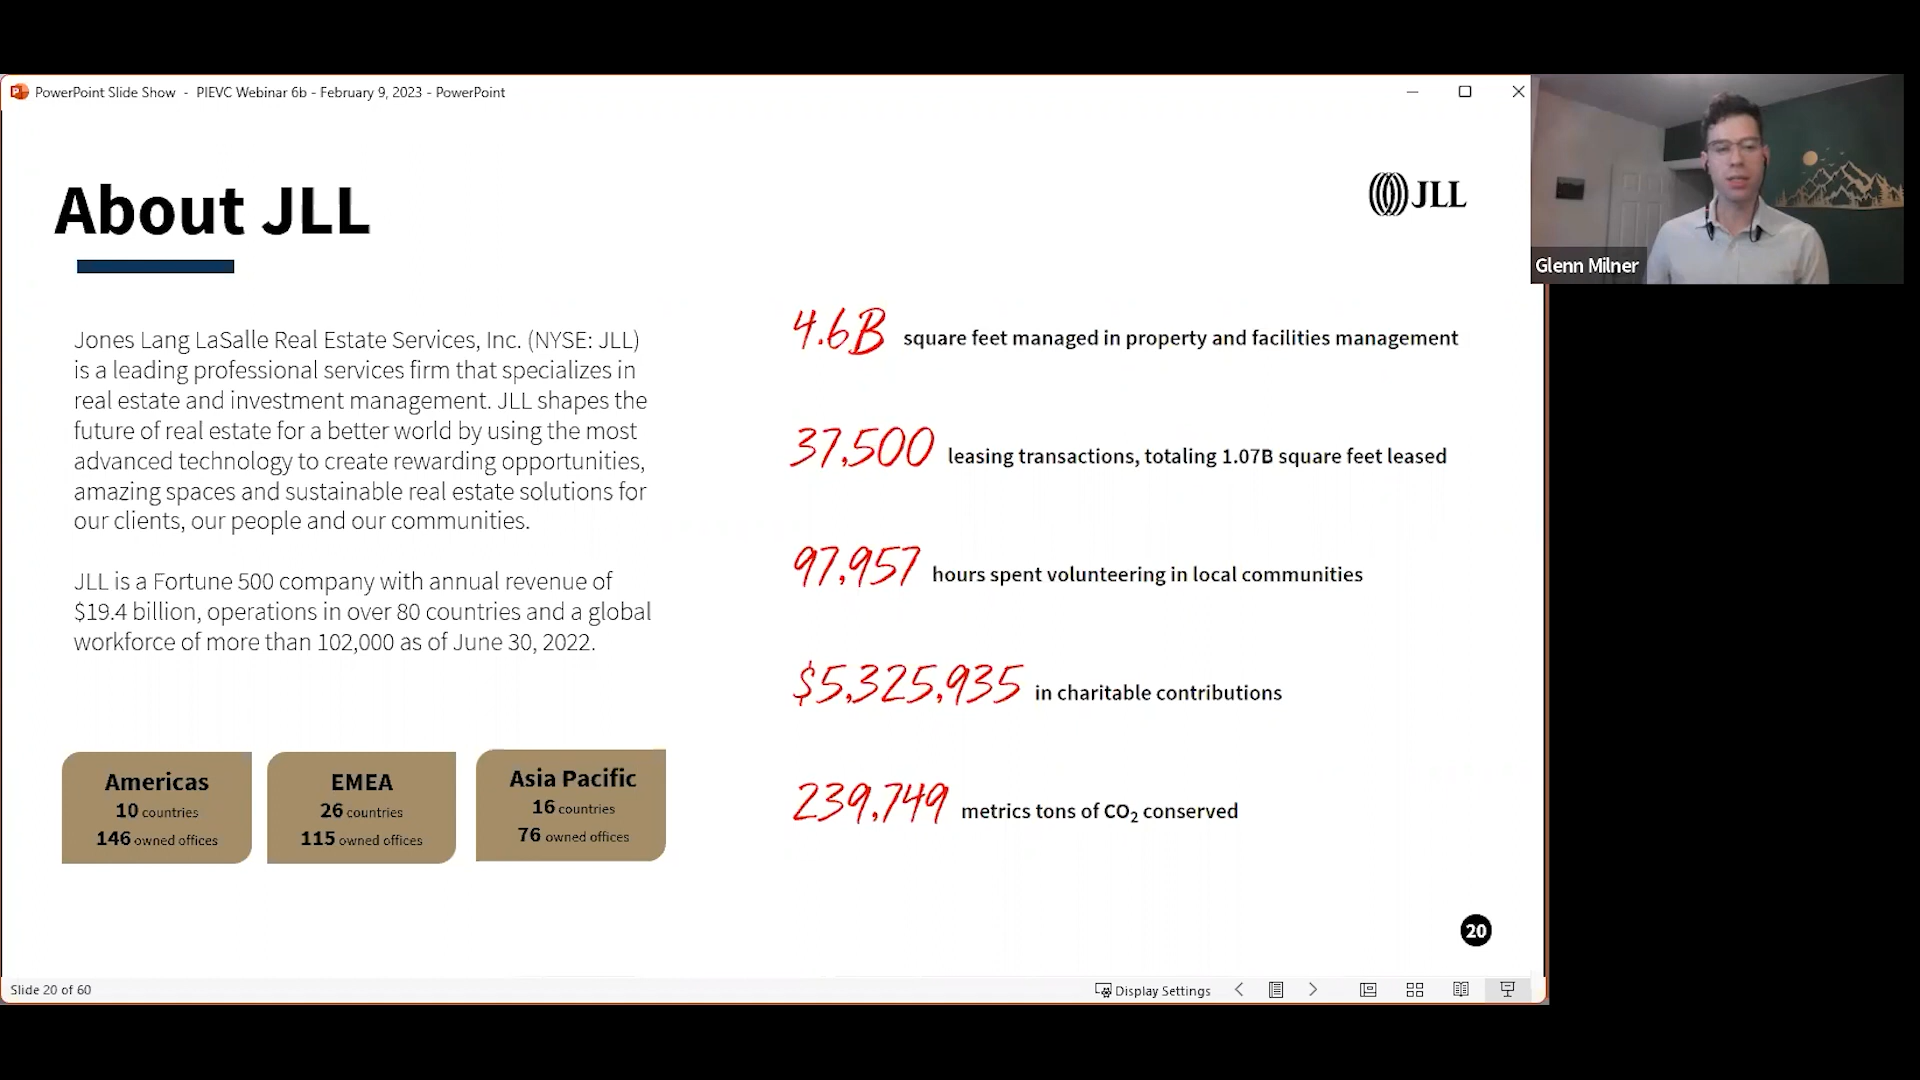 PowerPoint Slide Show - PIEVC Webinar 6b - February 9, 2023 - PowerPoint
About JLL
JLL
Glenn Milner
Jones Lang LaSalle Real Estate Services, Inc. (NYSE: JLL)
is a leading professional services firm that specializes in
real estate and investment management. JLL shapes the
future of real estate for a better world by using the most
advanced technology to create rewarding opportunities,
amazing spaces and sustainable real estate solutions for
our clients, our people and our communities.
JLL is a Fortune 500 company with annual revenue of
$19.4 billion, operations in over 80 countries and a global
workforce of more than 102,000 as of June 30, 2022.
Americas
10 countries
146 owned offices
EMEA
26 countries
115 owned offices
Asia Pacific
16 countries
76 owned offices
4.6B square feet managed in property and facilities management
37,500 leasing transactions, totaling 1.07B square feet leased
97,957 hours spent volunteering in local communities
$5,325,935 in charitable contributions
239,749 metrics tons of CO₂ conserved
20
Slide 20 of 60
Display Settings